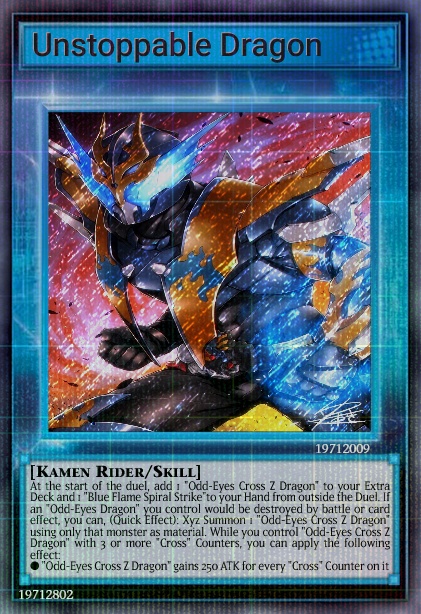 Unstoppable Dragon
19712009
[Kamen Rider/Skill]
At the start of the duel, add 1 "Odd-Eyes Cross Z Dragon" to your Extra
Deck and 1 "Blue Flame Spiral Strike"to your Hand from outside the Duel. If
an "Odd-Eyes Dragon" you control would be destroyed by battle or card
effect, you can, (Quick Effect): Xyz Summon 1 "Odd-Eyes Cross Z Dragon"
using only that monster as material. While you control "Odd-Eyes Cross Z
Dragon" with 3 or more "Cross" Counters, you can apply the following
effect:
● "Odd-Eyes Cross Z Dragon" gains 250 ATK for every "Cross" Counter on it
19712802